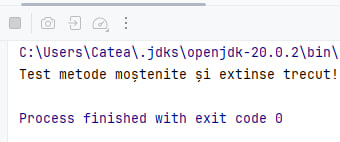 C:\Users\Catea\.jdks\openjdk-20.0.2\bin\
Test metode moștenite și extinse trecut!
Process finished with exit code 0